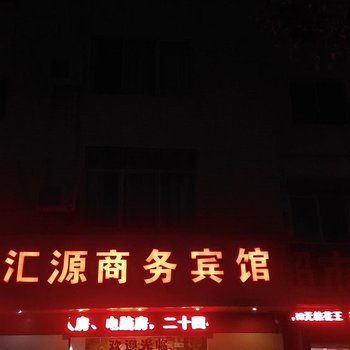 汇源商务宾馆
房、电脑房，二十四
欢迎光临